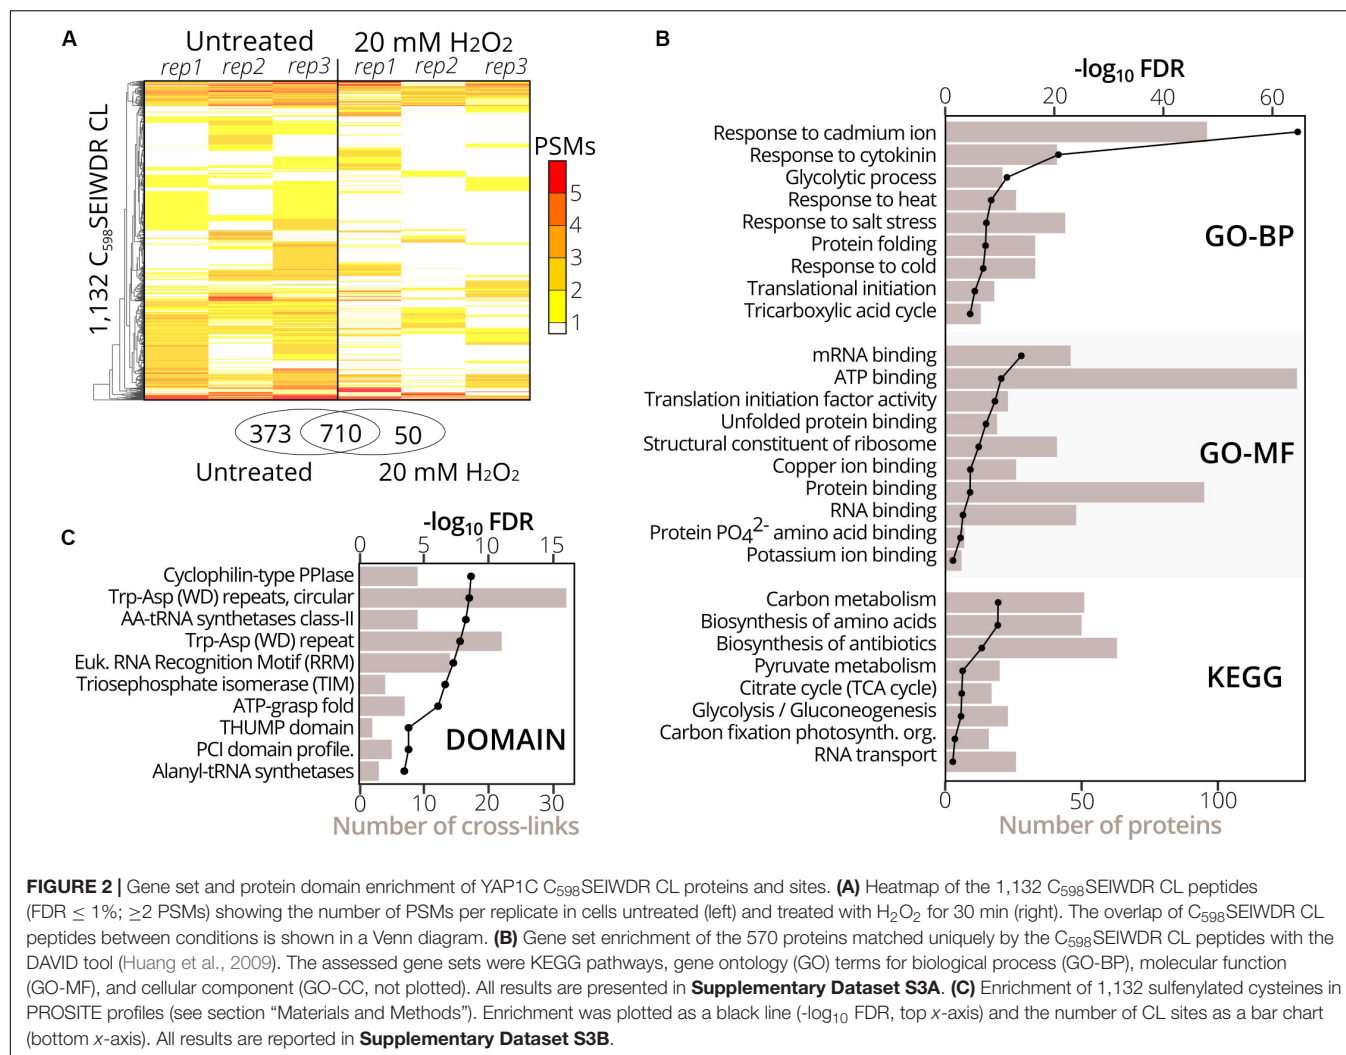 A
Untreated
20 mM H2O2
rep1 rep2 rep3 rep1 rep2 rep3
1,132 C598SEIWDR CL
PSMs
5
4
3
2
1
373 710 50
Untreated 20 mM H2O2
B
-log10 FDR
0 20 40 60
Response to cadmium ion
Response to cytokinin
Glycolytic process
Response to heat
Response to salt stress
Protein folding
Response to cold
Translational initiation
Tricarboxylic acid cycle
GO-BP
mRNA binding
ATP binding
Translation initiation factor activity
Unfolded protein binding
Structural constituent of ribosome
Copper ion binding
Protein binding
RNA binding
Protein PO4 2- amino acid binding
Potassium ion binding
GO-MF
Carbon metabolism
Biosynthesis of amino acids
Biosynthesis of antibiotics
Pyruvate metabolism
Citrate cycle (TCA cycle)
Glycolysis / Gluconeogenesis
Carbon fixation photosynth. org.
RNA transport
KEGG
0 50 100
Number of proteins
C
-log10 FDR
0 5 10 15
Cyclophilin-type PPIase
Trp-Asp (WD) repeats, circular
AA-tRNA synthetases class-II
Trp-Asp (WD) repeat
Euk. RNA Recognition Motif (RRM)
Triosephosphate isomerase (TIM)
ATP-grasp fold
THUMP domain
PCI domain profile.
Alanyl-tRNA synthetases
DOMAIN
0 10 20 30
Number of cross-links
FIGURE 2 | Gene set and protein domain enrichment of YAP1C C598SEIWDR CL proteins and sites. (A) Heatmap of the 1,132 C598SEIWDR CL peptides
(FDR ≤ 1%; ≥2 PSMs) showing the number of PSMs per replicate in cells untreated (left) and treated with H2O2 for 30 min (right). The overlap of C598SEIWDR CL
peptides between conditions is shown in a Venn diagram. (B) Gene set enrichment of the 570 proteins matched uniquely by the C598SEIWDR CL peptides with the
DAVID tool (Huang et al., 2009). The assessed gene sets were KEGG pathways, gene ontology (GO) terms for biological process (GO-BP), molecular function
(GO-MF), and cellular component (GO-CC, not plotted). All results are presented in Supplementary Dataset S3A. (C) Enrichment of 1,132 sulfenylated cysteines in
PROSITE profiles (see section “Materials and Methods”). Enrichment was plotted as a black line (-log10 FDR, top x-axis) and the number of CL sites as a bar chart
(bottom x-axis). All results are reported in Supplementary Dataset S3B.